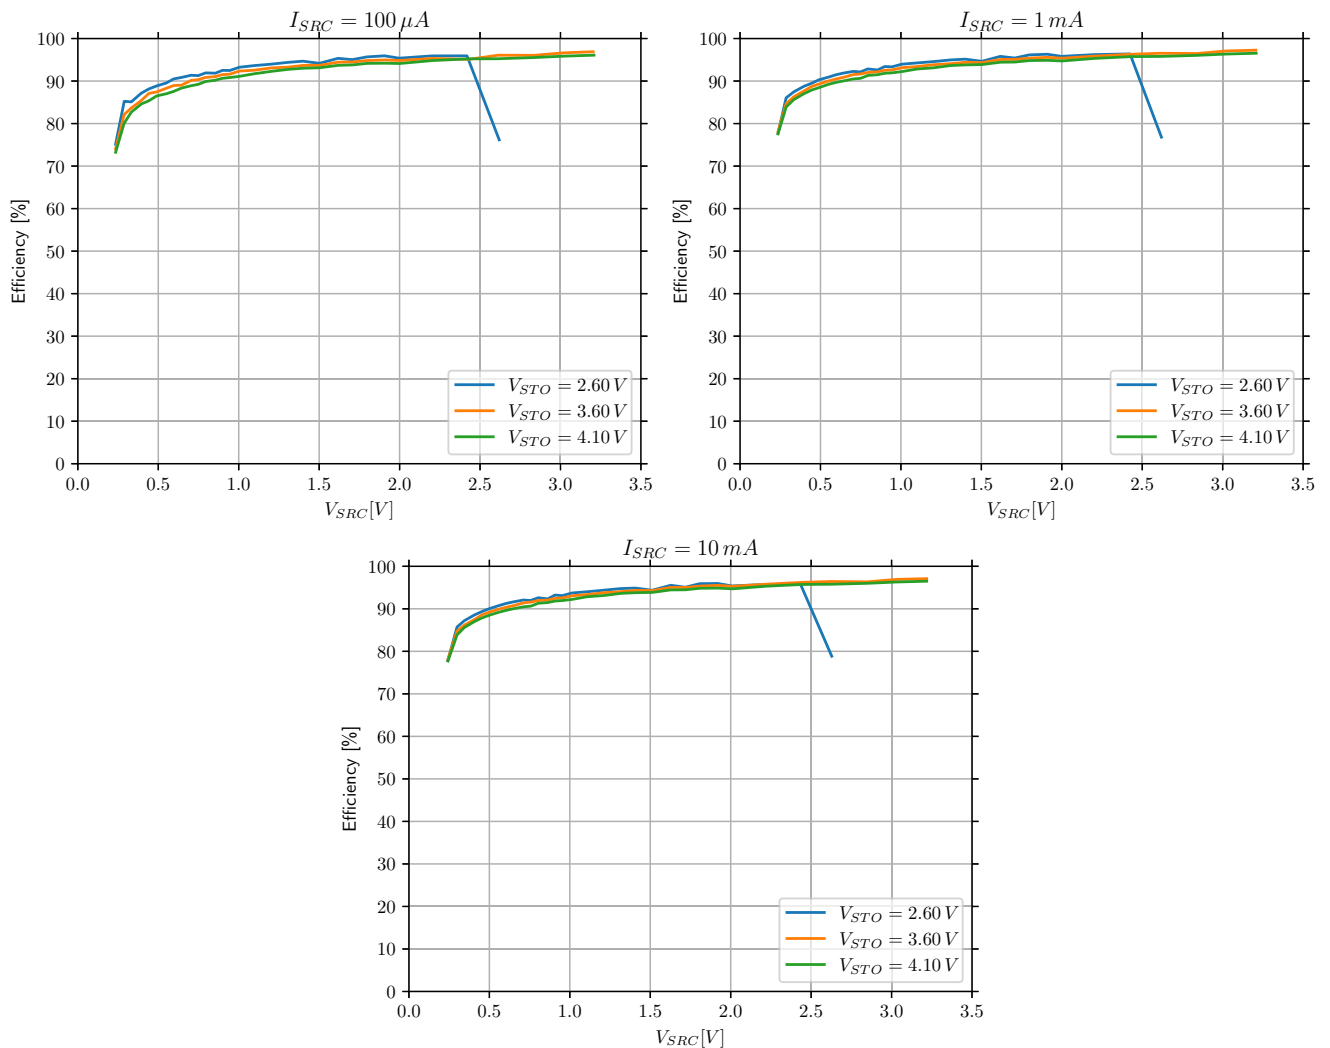 I_SRC = 100 μA
100
90
80
70
60
50
40
30
20
10
0
Efficiency [%]
0.0 0.5 1.0 1.5 2.0 2.5 3.0 3.5
V_SRC[V]
V_STO = 2.60 V
V_STO = 3.60 V
V_STO = 4.10 V
I_SRC = 1 mA
100
90
80
70
60
50
40
30
20
10
0
Efficiency [%]
0.0 0.5 1.0 1.5 2.0 2.5 3.0 3.5
V_SRC[V]
V_STO = 2.60 V
V_STO = 3.60 V
V_STO = 4.10 V
I_SRC = 10 mA
100
90
80
70
60
50
40
30
20
10
0
Efficiency [%]
0.0 0.5 1.0 1.5 2.0 2.5 3.0 3.5
V_SRC[V]
V_STO = 2.60 V
V_STO = 3.60 V
V_STO = 4.10 V